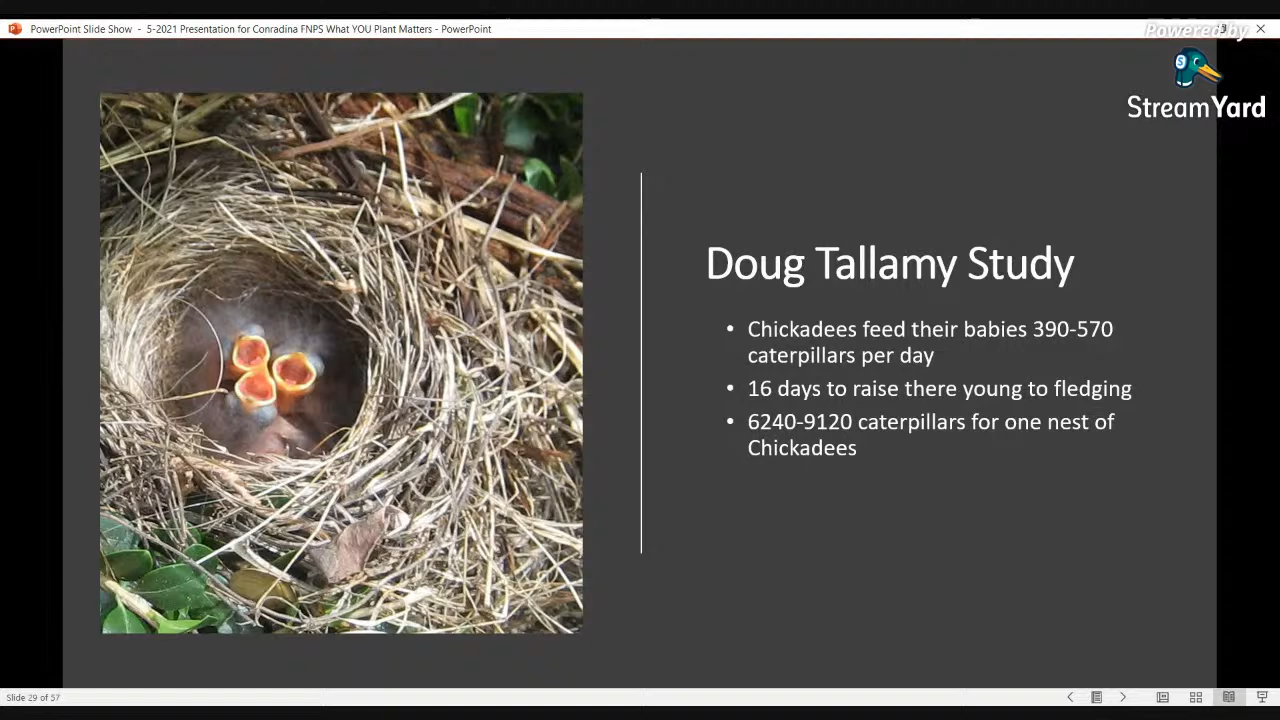 PowerPoint Slide Show - 5-2021 Presentation for Conradina FNPS What YOU Plant Matters - PowerPoint
Powered by
StreamYard
Doug Tallamy Study
• Chickadees feed their babies 390-570
caterpillars per day
• 16 days to raise there young to fledging
• 6240-9120 caterpillars for one nest of
Chickadees
Slide 29 of 57